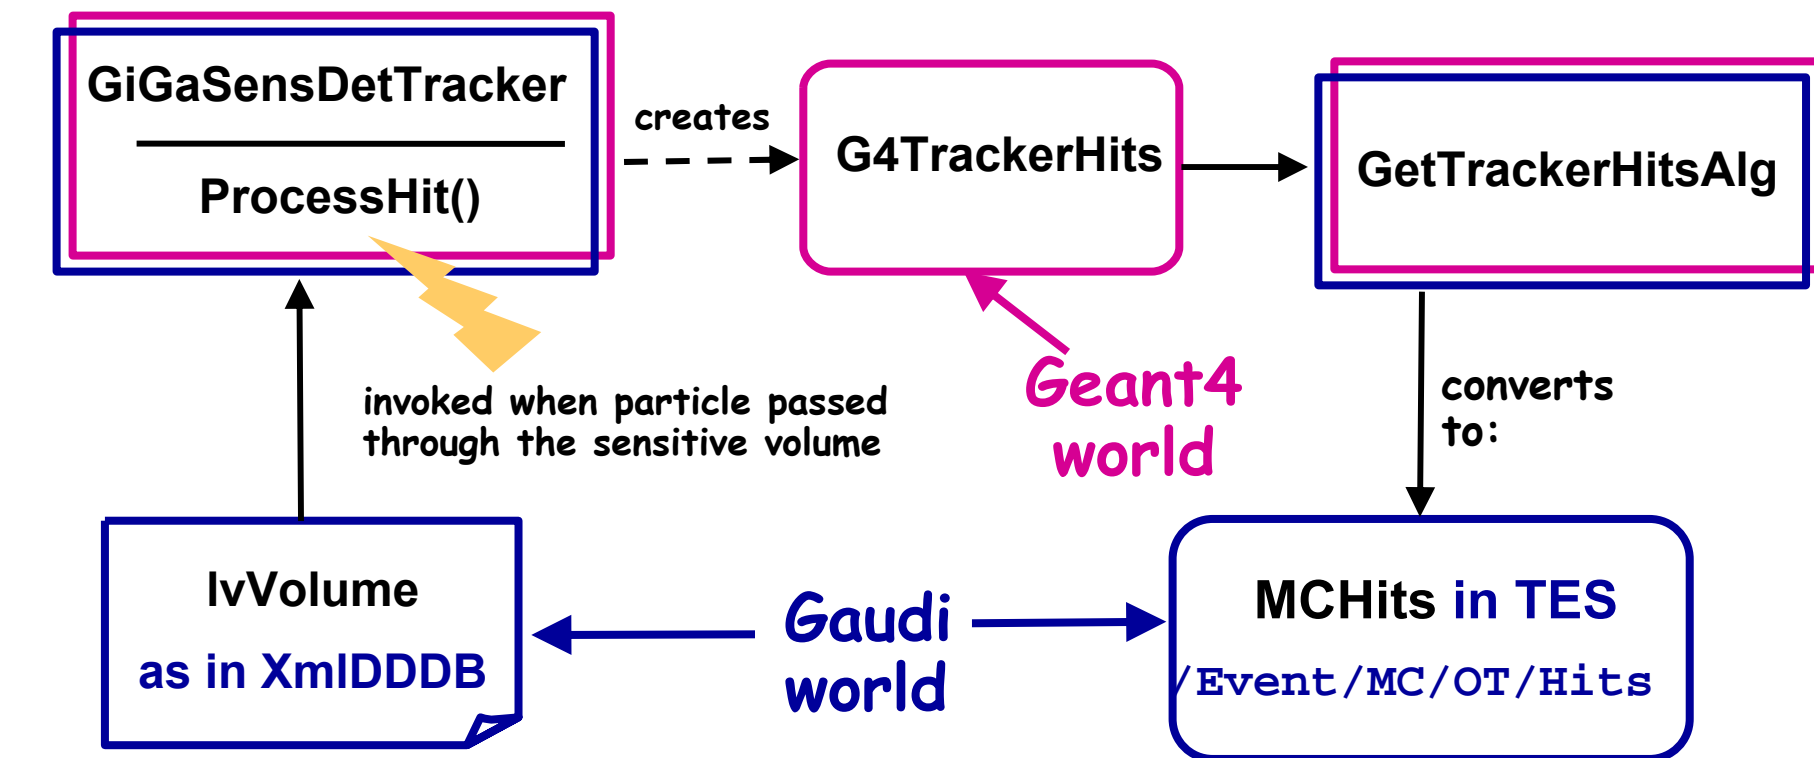 GiGaSensDetTracker
ProcessHit()
creates
G4TrackerHits
GetTrackerHitsAlg
invoked when particle passed
through the sensitive volume
Geant4
world
converts
to:
lvVolume
as in XmlDDDB
Gaudi
world
MCHits in TES
/Event/MC/OT/Hits